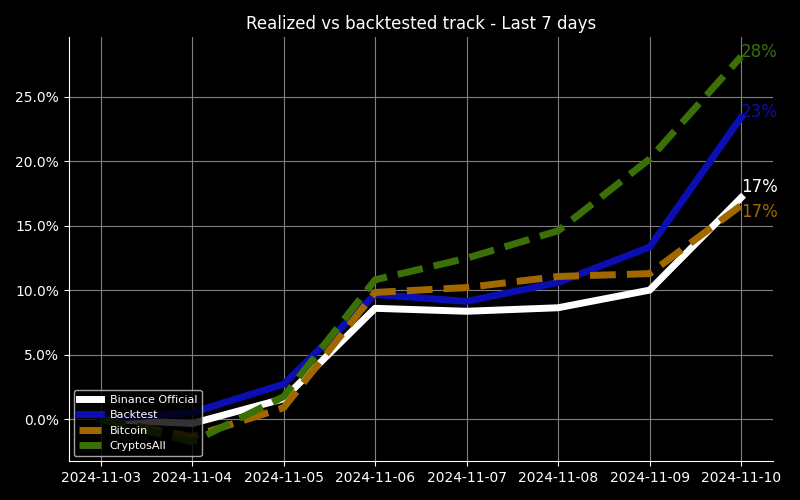 Realized vs backtested track - Last 7 days
28%
25.0%
23%
20.0%
17%
17%
15.0%
10.0%
5.0%
0.0%
Binance Official
Backtest
Bitcoin
CryptosAll
2024-11-03 2024-11-04 2024-11-05 2024-11-06 2024-11-07 2024-11-08 2024-11-09 2024-11-10